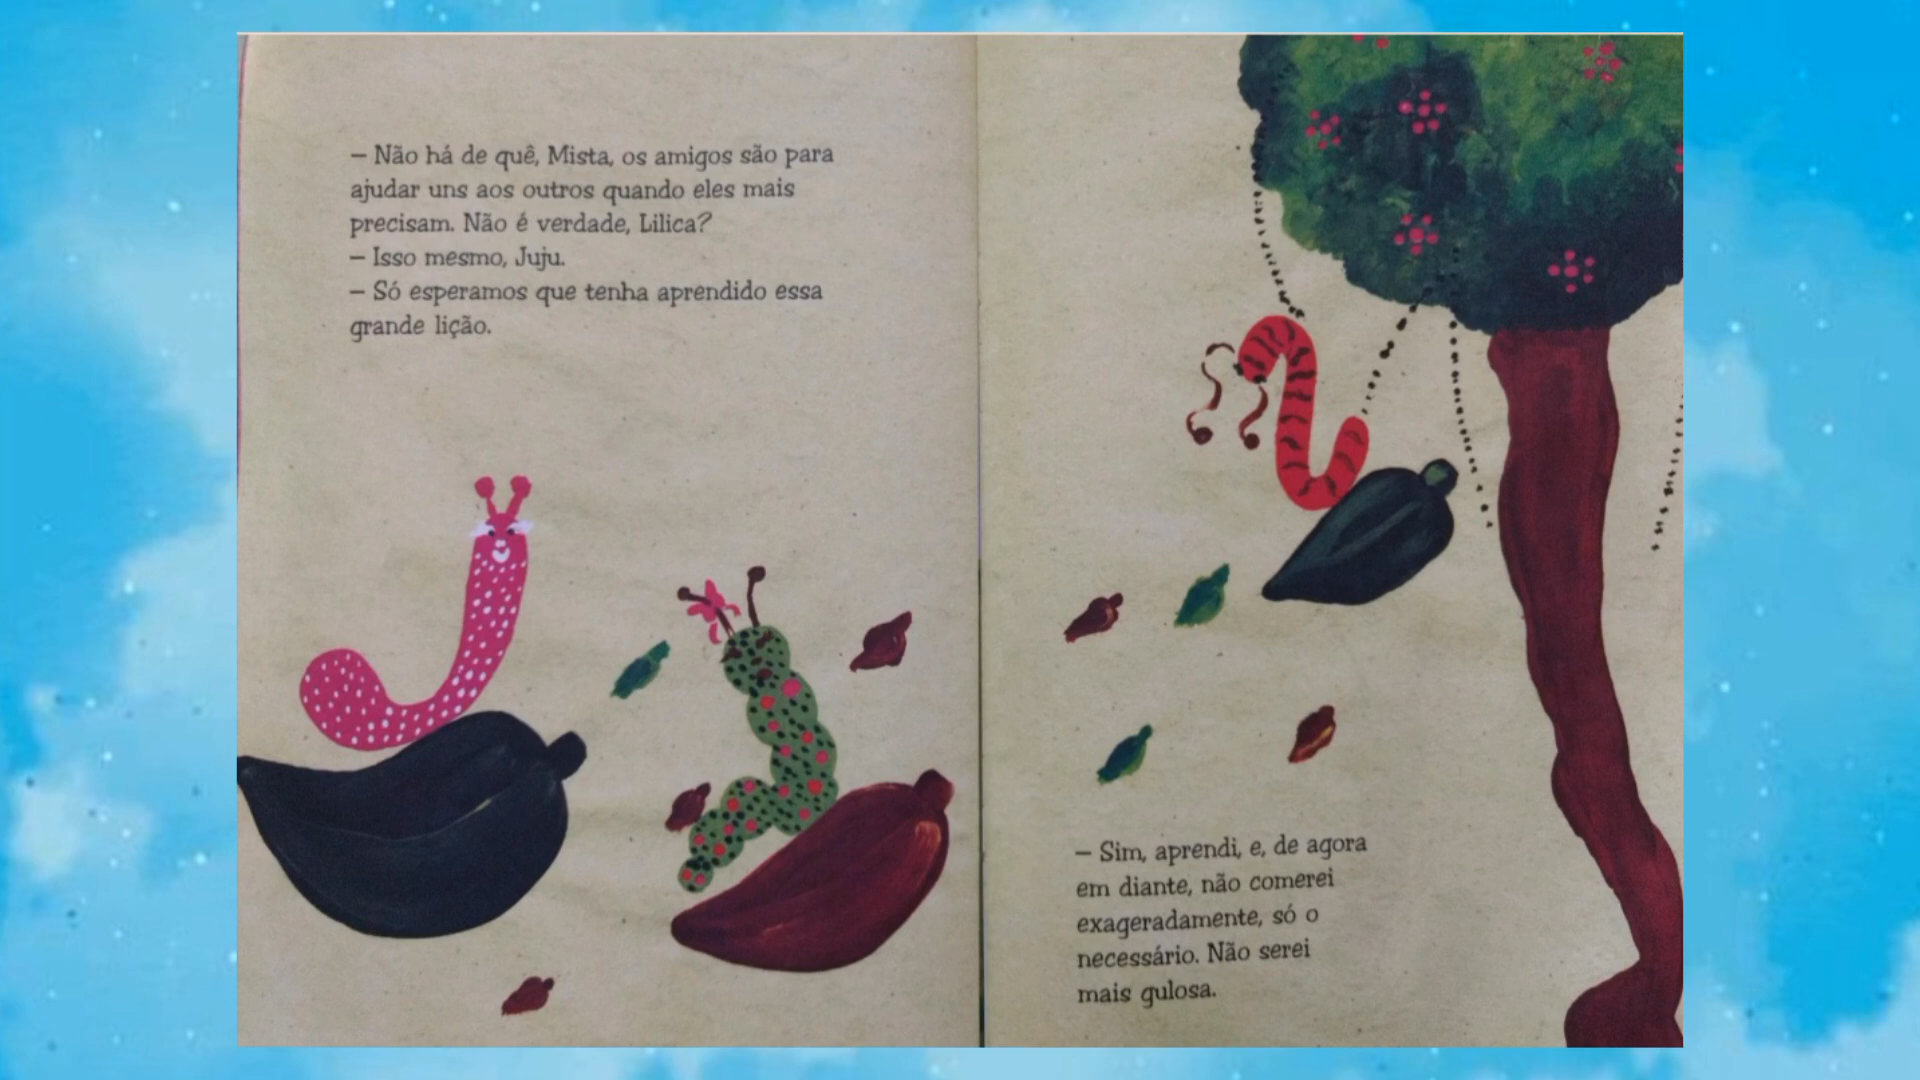 – Não há de quê, Mista, os amigos são para
ajudar uns aos outros quando eles mais
precisam. Não é verdade, Lilica?
– Isso mesmo, Juju.
– Só esperamos que tenha aprendido essa
grande lição.
– Sim, aprendi, e, de agora
em diante, não comerei
exageradamente, só o
necessário. Não serei
mais gulosa.